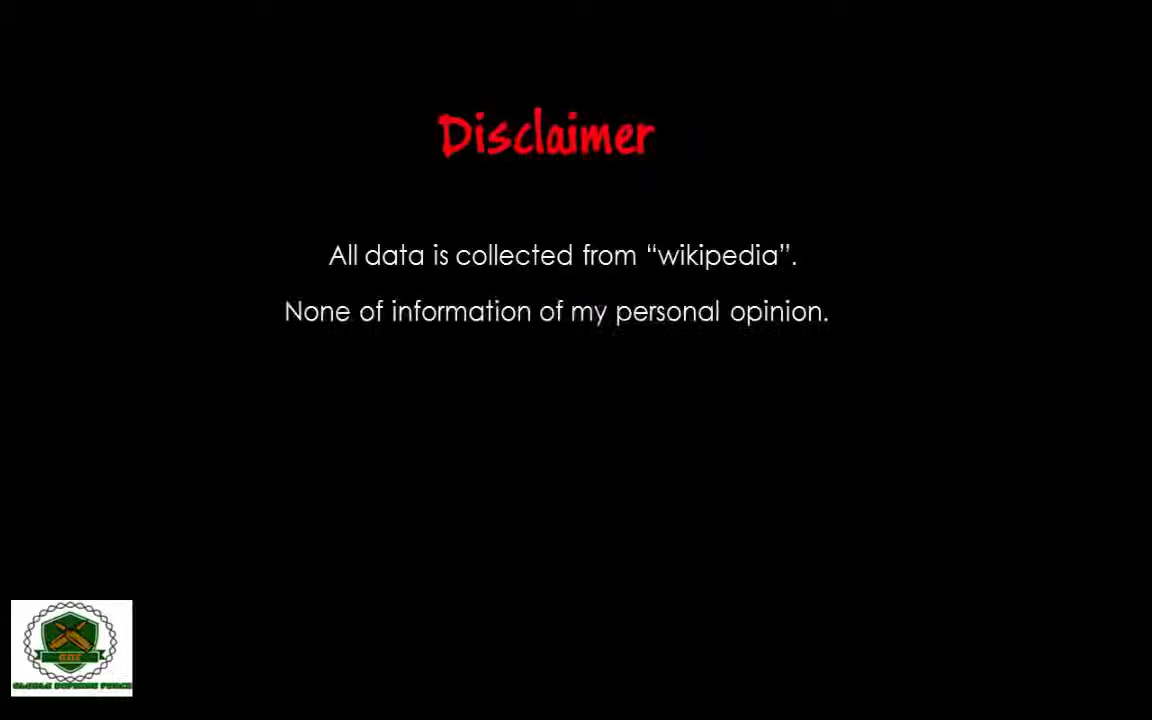 Disclaimer
All data is collected from “wikipedia”.
None of information of my personal opinion.